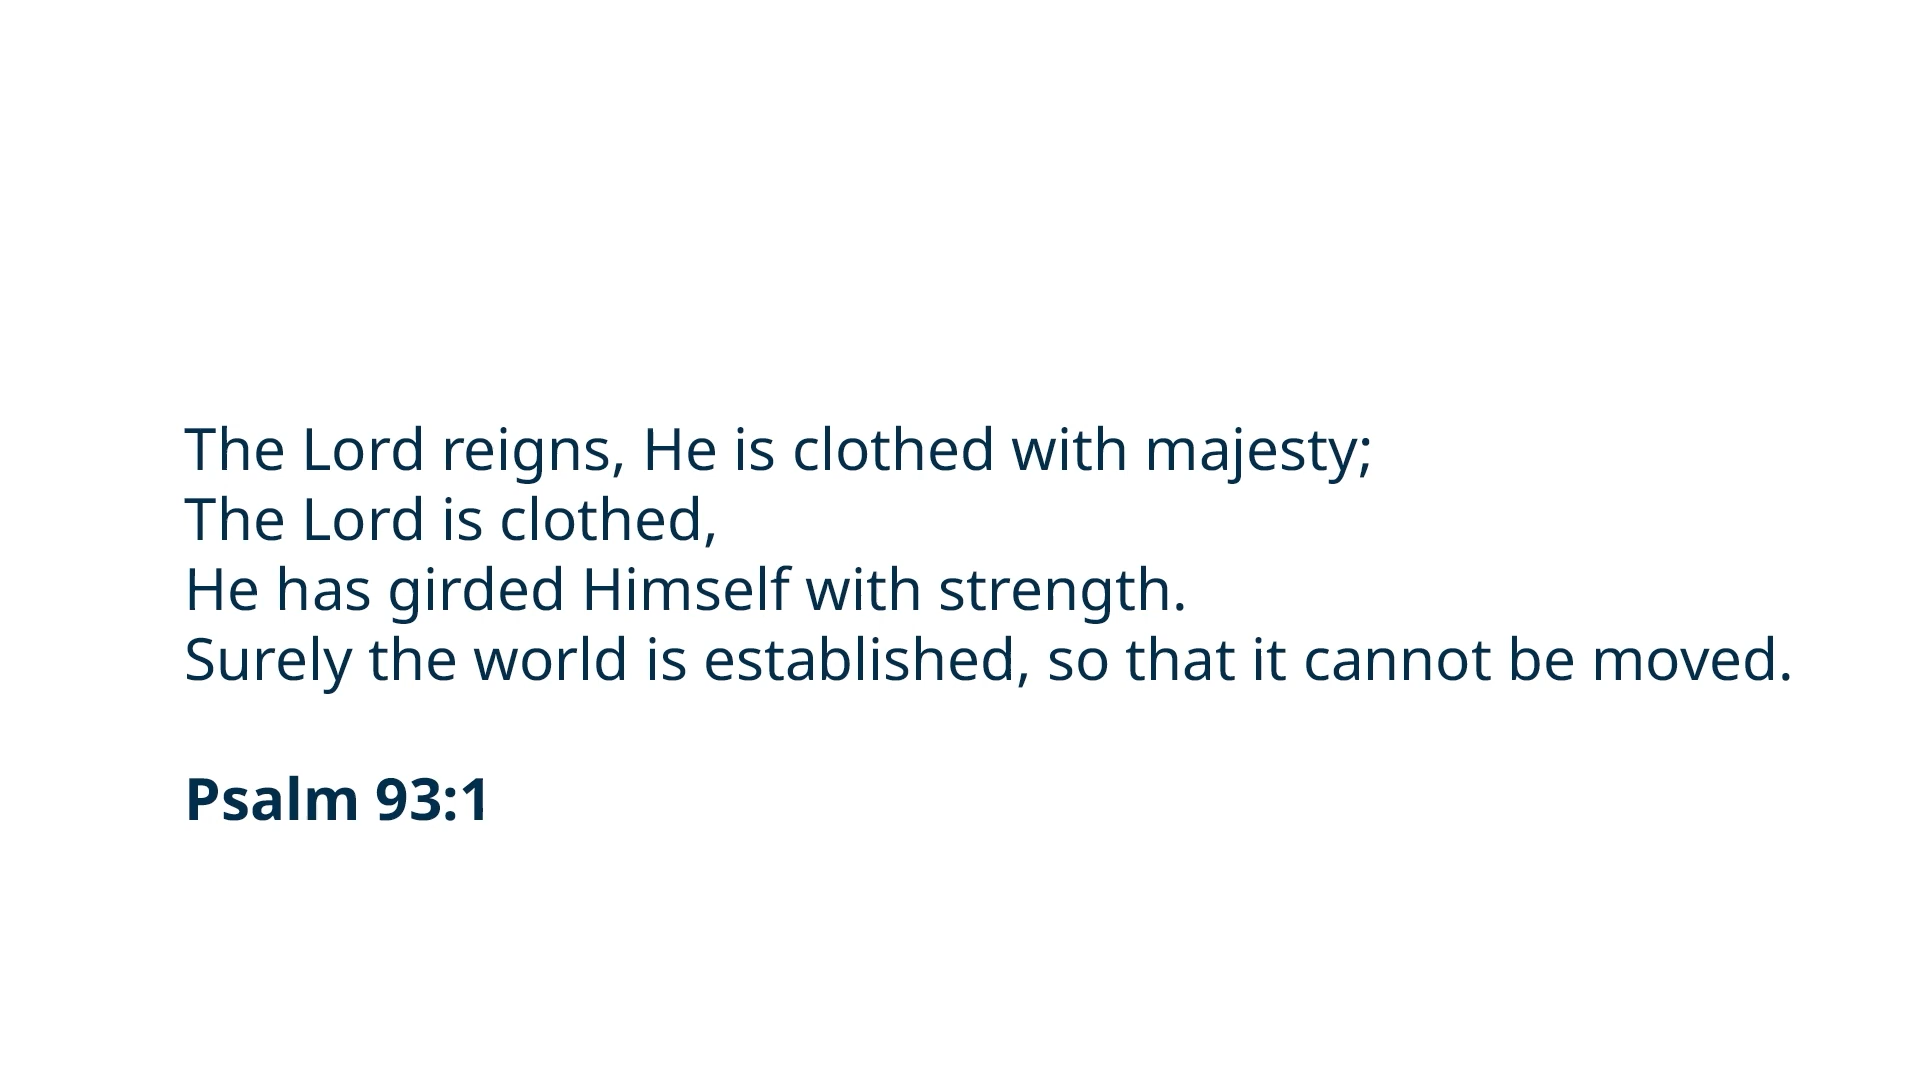 The Lord reigns, He is clothed with majesty;
The Lord is clothed,
He has girded Himself with strength.
Surely the world is established, so that it cannot be moved.
Psalm 93:1